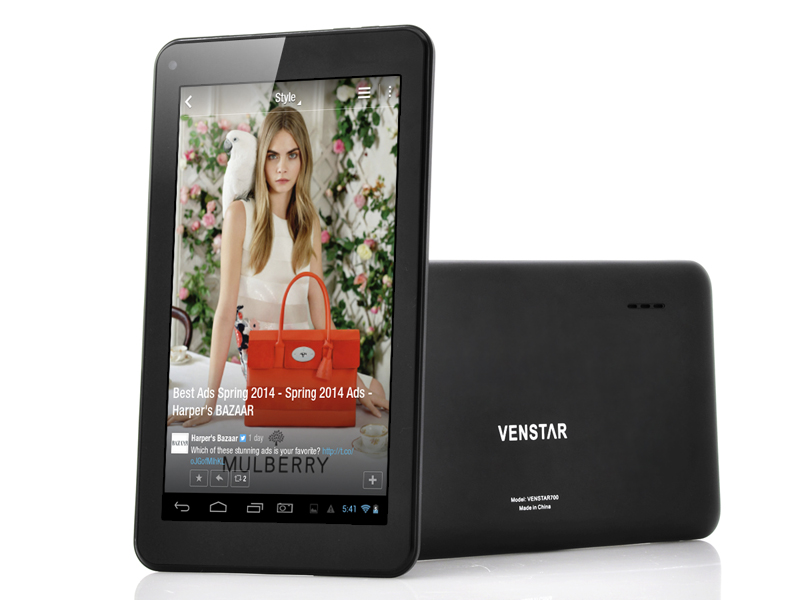 Style
Best Ads Spring 2014 - Spring 2014 Ads -
Harper's BAZAAR
BAZAAR
Harper's Bazaar 1 day
Which of these stunning ads is your favorite? http://t.co/
MULBERRY
2
5:41
VENSTAR
Model: VENSTAR700
Made in China